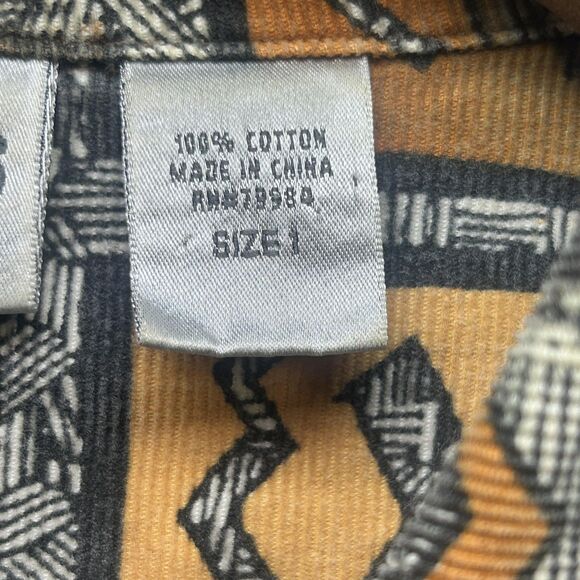 100% COTTON
MADE IN CHINA
RN#79984
SIZE 1